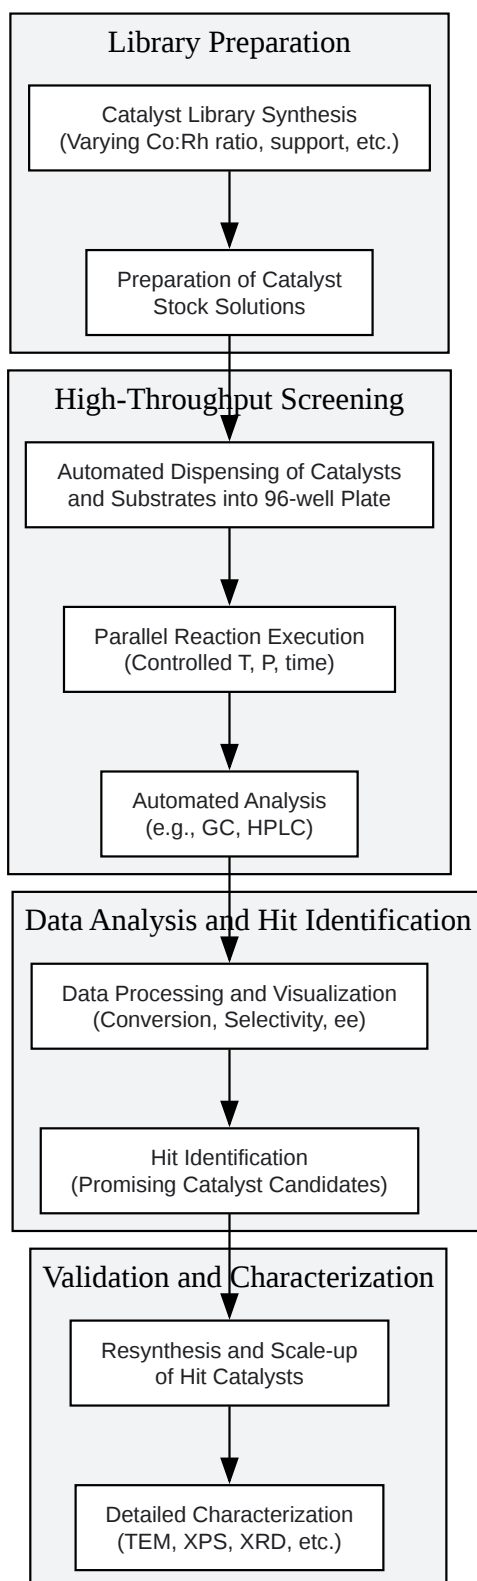 Library Preparation
Catalyst Library Synthesis
(Varying Co:Rh ratio, support, etc.)
Preparation of Catalyst
Stock Solutions
High-Throughput Screening
Automated Dispensing of Catalysts
and Substrates into 96-well Plate
Parallel Reaction Execution
(Controlled T, P, time)
Automated Analysis
(e.g., GC, HPLC)
Data Analysis and Hit Identification
Data Processing and Visualization
(Conversion, Selectivity, ee)
Hit Identification
(Promising Catalyst Candidates)
Validation and Characterization
Resynthesis and Scale-up
of Hit Catalysts
Detailed Characterization
(TEM, XPS, XRD, etc.)